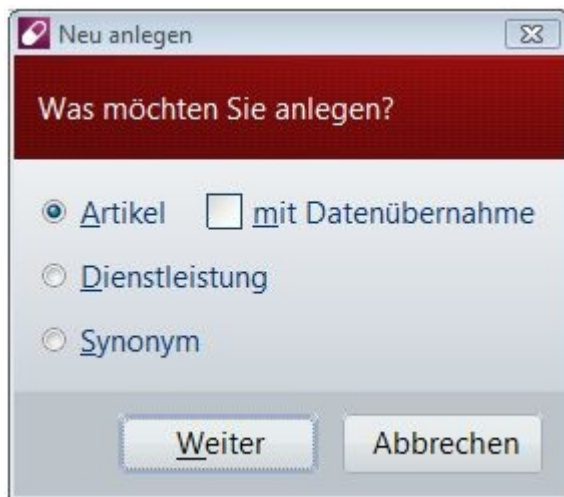 Neu anlegen
Was möchten Sie anlegen?
Artikel mit Datenübernahme
Dienstleistung
Synonym
Weiter Abbrechen